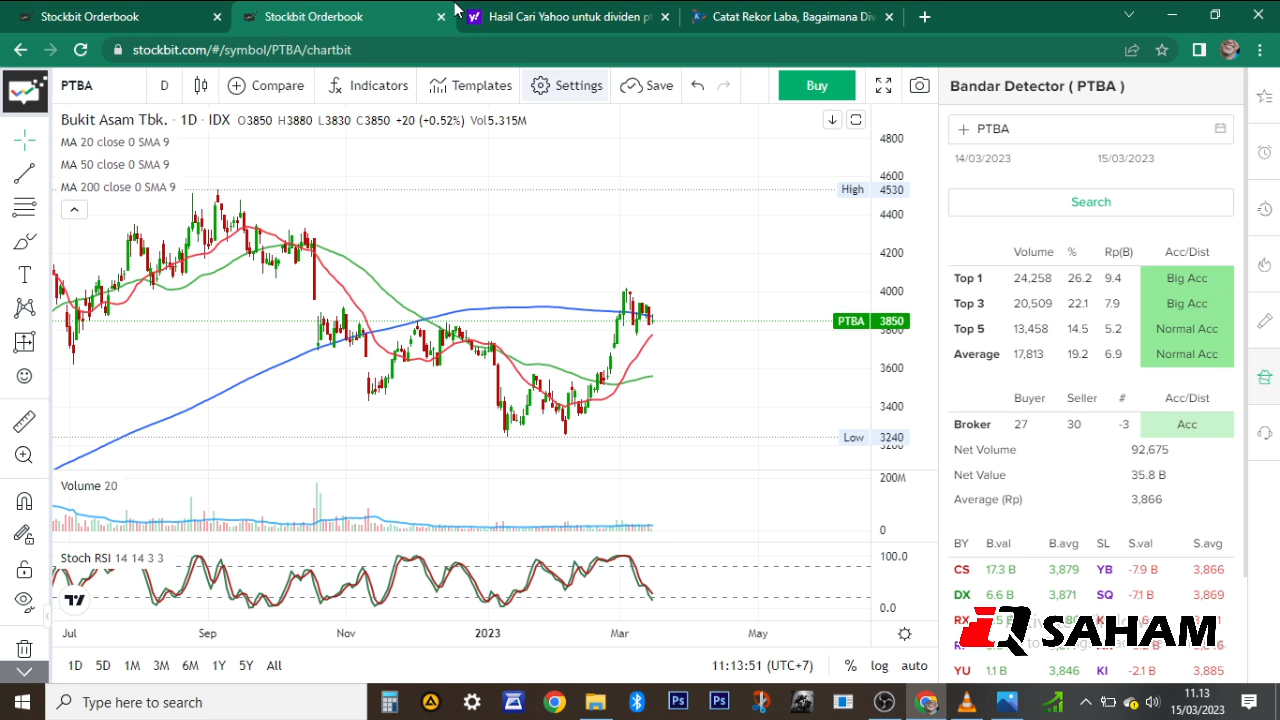 Stockbit Orderbook
Stockbit Orderbook
Hasil Cari Yahoo untuk dividen pt
Catat Rekor Laba, Bagaimana Div
stockbit.com/#/symbol/PTBA/chartbit
PTBA
D
Compare
Indicators
Templates
Settings
Save
Buy
Bukit Asam Tbk. · 1D · IDX O3850 H3880 L3830 C3850 +20 (+0.52%) Vol5.315M
MA 20 close 0 SMA 9
MA 50 close 0 SMA 9
MA 200 close 0 SMA 9
4800
4600
High 4530
4400
4200
4000
PTBA 3850
3800
3600
3400
Low 3240
3200
Volume 20
200M
0
Stoch RSI 14 14 3 3
100.0
0.0
Jul Sep Nov 2023 Mar May
1D 5D 1M 3M 6M 1Y 5Y All
11:13:51 (UTC+7) % log auto
Bandar Detector ( PTBA )
PTBA
14/03/2023 15/03/2023
Search
Volume % Rp(B) Acc/Dist
Top 1 24,258 26.2 9.4 Big Acc
Top 3 20,509 22.1 7.9 Big Acc
Top 5 13,458 14.5 5.2 Normal Acc
Average 17,813 19.2 6.9 Normal Acc
Buyer Seller # Acc/Dist
Broker 27 30 -3 Acc
Net Volume 92,675
Net Value 35.8 B
Average (Rp) 3,866
BY B.val B.avg SL S.val S.avg
CS 17.3 B 3,879 YB -7.9 B 3,866
DX 6.6 B 3,871 SQ -7.1 B 3,869
RX
YU 1.1 B 3,846 KI -2.1 B 3,885
iQ SAHAM
Type here to search
Ps
Ps
11.13
15/03/2023